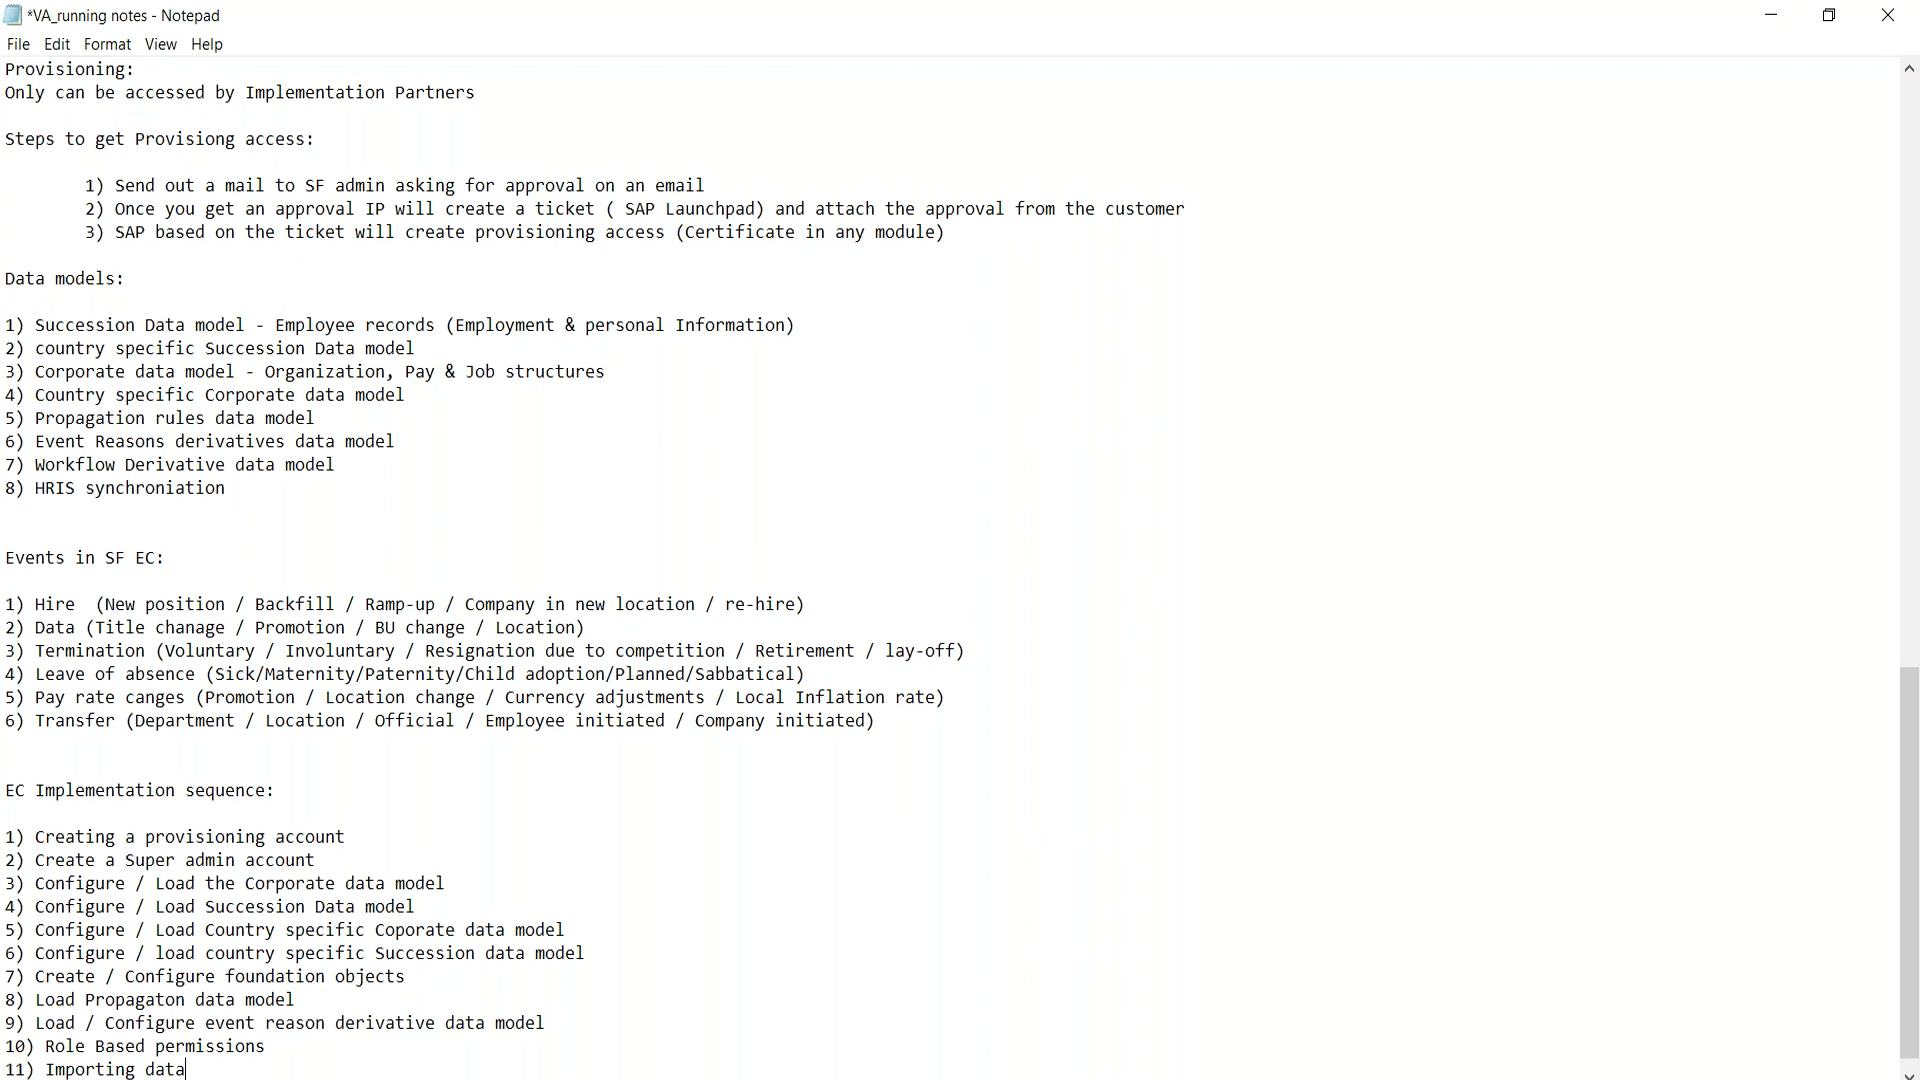 *VA_running notes - Notepad
File Edit Format View Help
Provisioning:
Only can be accessed by Implementation Partners
Steps to get Provisiong access:
1) Send out a mail to SF admin asking for approval on an email
2) Once you get an approval IP will create a ticket ( SAP Launchpad) and attach the approval from the customer
3) SAP based on the ticket will create provisioning access (Certificate in any module)
Data models:
1) Succession Data model - Employee records (Employment & personal Information)
2) country specific Succession Data model
3) Corporate data model - Organization, Pay & Job structures
4) Country specific Corporate data model
5) Propagation rules data model
6) Event Reasons derivatives data model
7) Workflow Derivative data model
8) HRIS synchroniation
Events in SF EC:
1) Hire  (New position / Backfill / Ramp-up / Company in new location / re-hire)
2) Data (Title chanage / Promotion / BU change / Location)
3) Termination (Voluntary / Involuntary / Resignation due to competition / Retirement / lay-off)
4) Leave of absence (Sick/Maternity/Paternity/Child adoption/Planned/Sabbatical)
5) Pay rate canges (Promotion / Location change / Currency adjustments / Local Inflation rate)
6) Transfer (Department / Location / Official / Employee initiated / Company initiated)
EC Implementation sequence:
1) Creating a provisioning account
2) Create a Super admin account
3) Configure / Load the Corporate data model
4) Configure / Load Succession Data model
5) Configure / Load Country specific Coporate data model
6) Configure / load country specific Succession data model
7) Create / Configure foundation objects
8) Load Propagaton data model
9) Load / Configure event reason derivative data model
10) Role Based permissions
11) Importing data